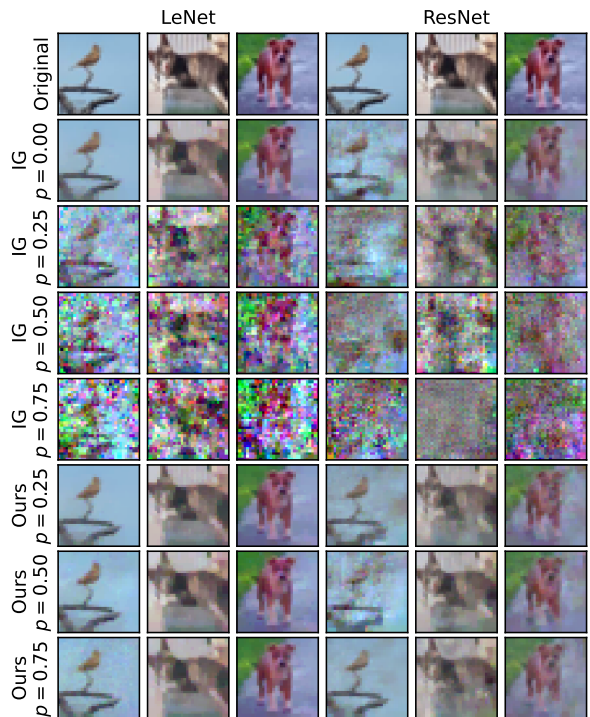 LeNet ResNet
Original
IG
p = 0.00
IG
p = 0.25
IG
p = 0.50
IG
p = 0.75
Ours
p = 0.25
Ours
p = 0.50
Ours
p = 0.75